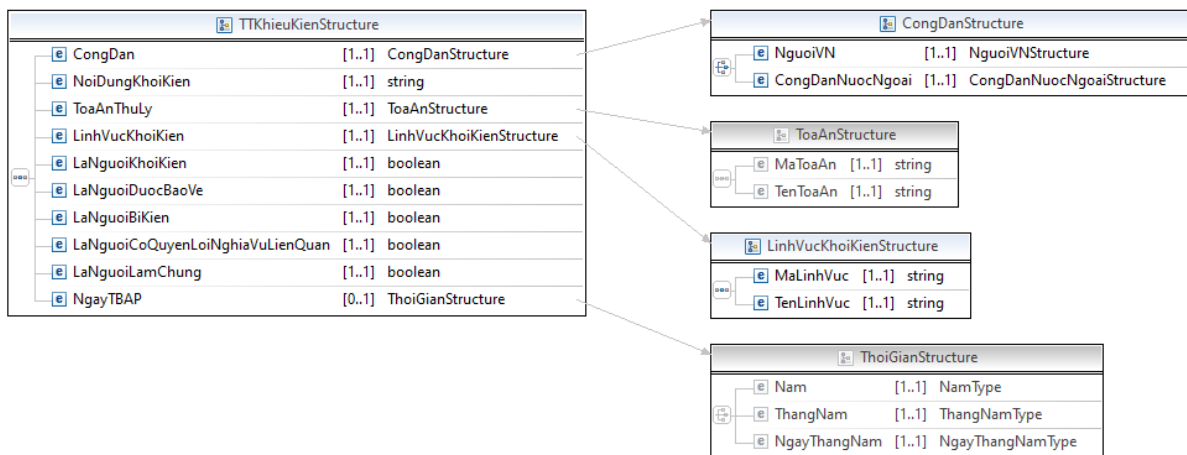 TTKhieuKienStructure
e CongDan [1..1] CongDanStructure
e NoiDungKhoiKien [1..1] string
e ToaAnThuLy [1..1] ToaAnStructure
e LinhVucKhoiKien [1..1] LinhVucKhoiKienStructure
e LaNguoiKhoiKien [1..1] boolean
e LaNguoiDuocBaoVe [1..1] boolean
e LaNguoiBiKien [1..1] boolean
e LaNguoiCoQuyenLoiNghiaVuLienQuan [1..1] boolean
e LaNguoiLamChung [1..1] boolean
e NgayTBAP [0..1] ThoiGianStructure
CongDanStructure
e NguoiVN [1..1] NguoiVNStructure
e CongDanNuocNgoai [1..1] CongDanNuocNgoaiStructure
ToaAnStructure
e MaToaAn [1..1] string
e TenToaAn [1..1] string
LinhVucKhoiKienStructure
e MaLinhVuc [1..1] string
e TenLinhVuc [1..1] string
ThoiGianStructure
e Nam [1..1] NamType
e ThangNam [1..1] ThangNamType
e NgayThangNam [1..1] NgayThangNamType